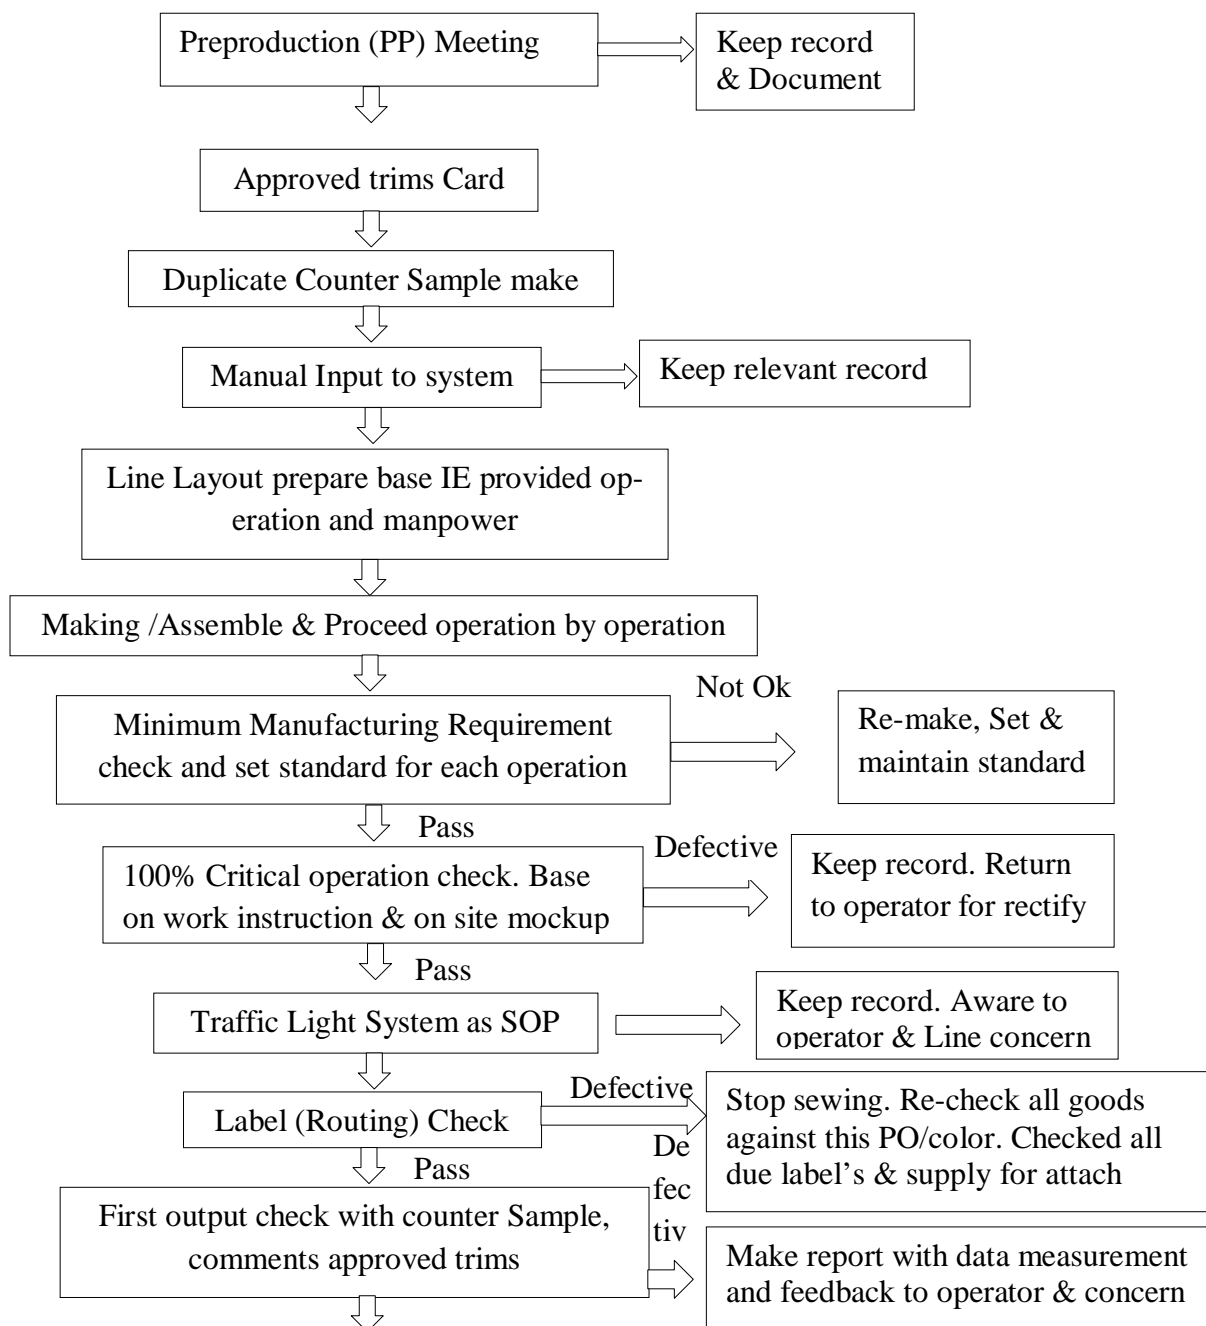 Preproduction (PP) Meeting
Keep record
& Document
Approved trims Card
Duplicate Counter Sample make
Manual Input to system
Keep relevant record
Line Layout prepare base IE provided op-
eration and manpower
Making /Assemble & Proceed operation by operation
Not Ok
Minimum Manufacturing Requirement
check and set standard for each operation
Re-make, Set &
maintain standard
Pass
Defective
100% Critical operation check. Base
on work instruction & on site mockup
Keep record. Return
to operator for rectify
Pass
Traffic Light System as SOP
Keep record. Aware to
operator & Line concern
Defective
Label (Routing) Check
Stop sewing. Re-check all goods
against this PO/color. Checked all
due label's & supply for attach
Pass
De
fec
tiv
First output check with counter Sample,
comments approved trims
Make report with data measurement
and feedback to operator & concern